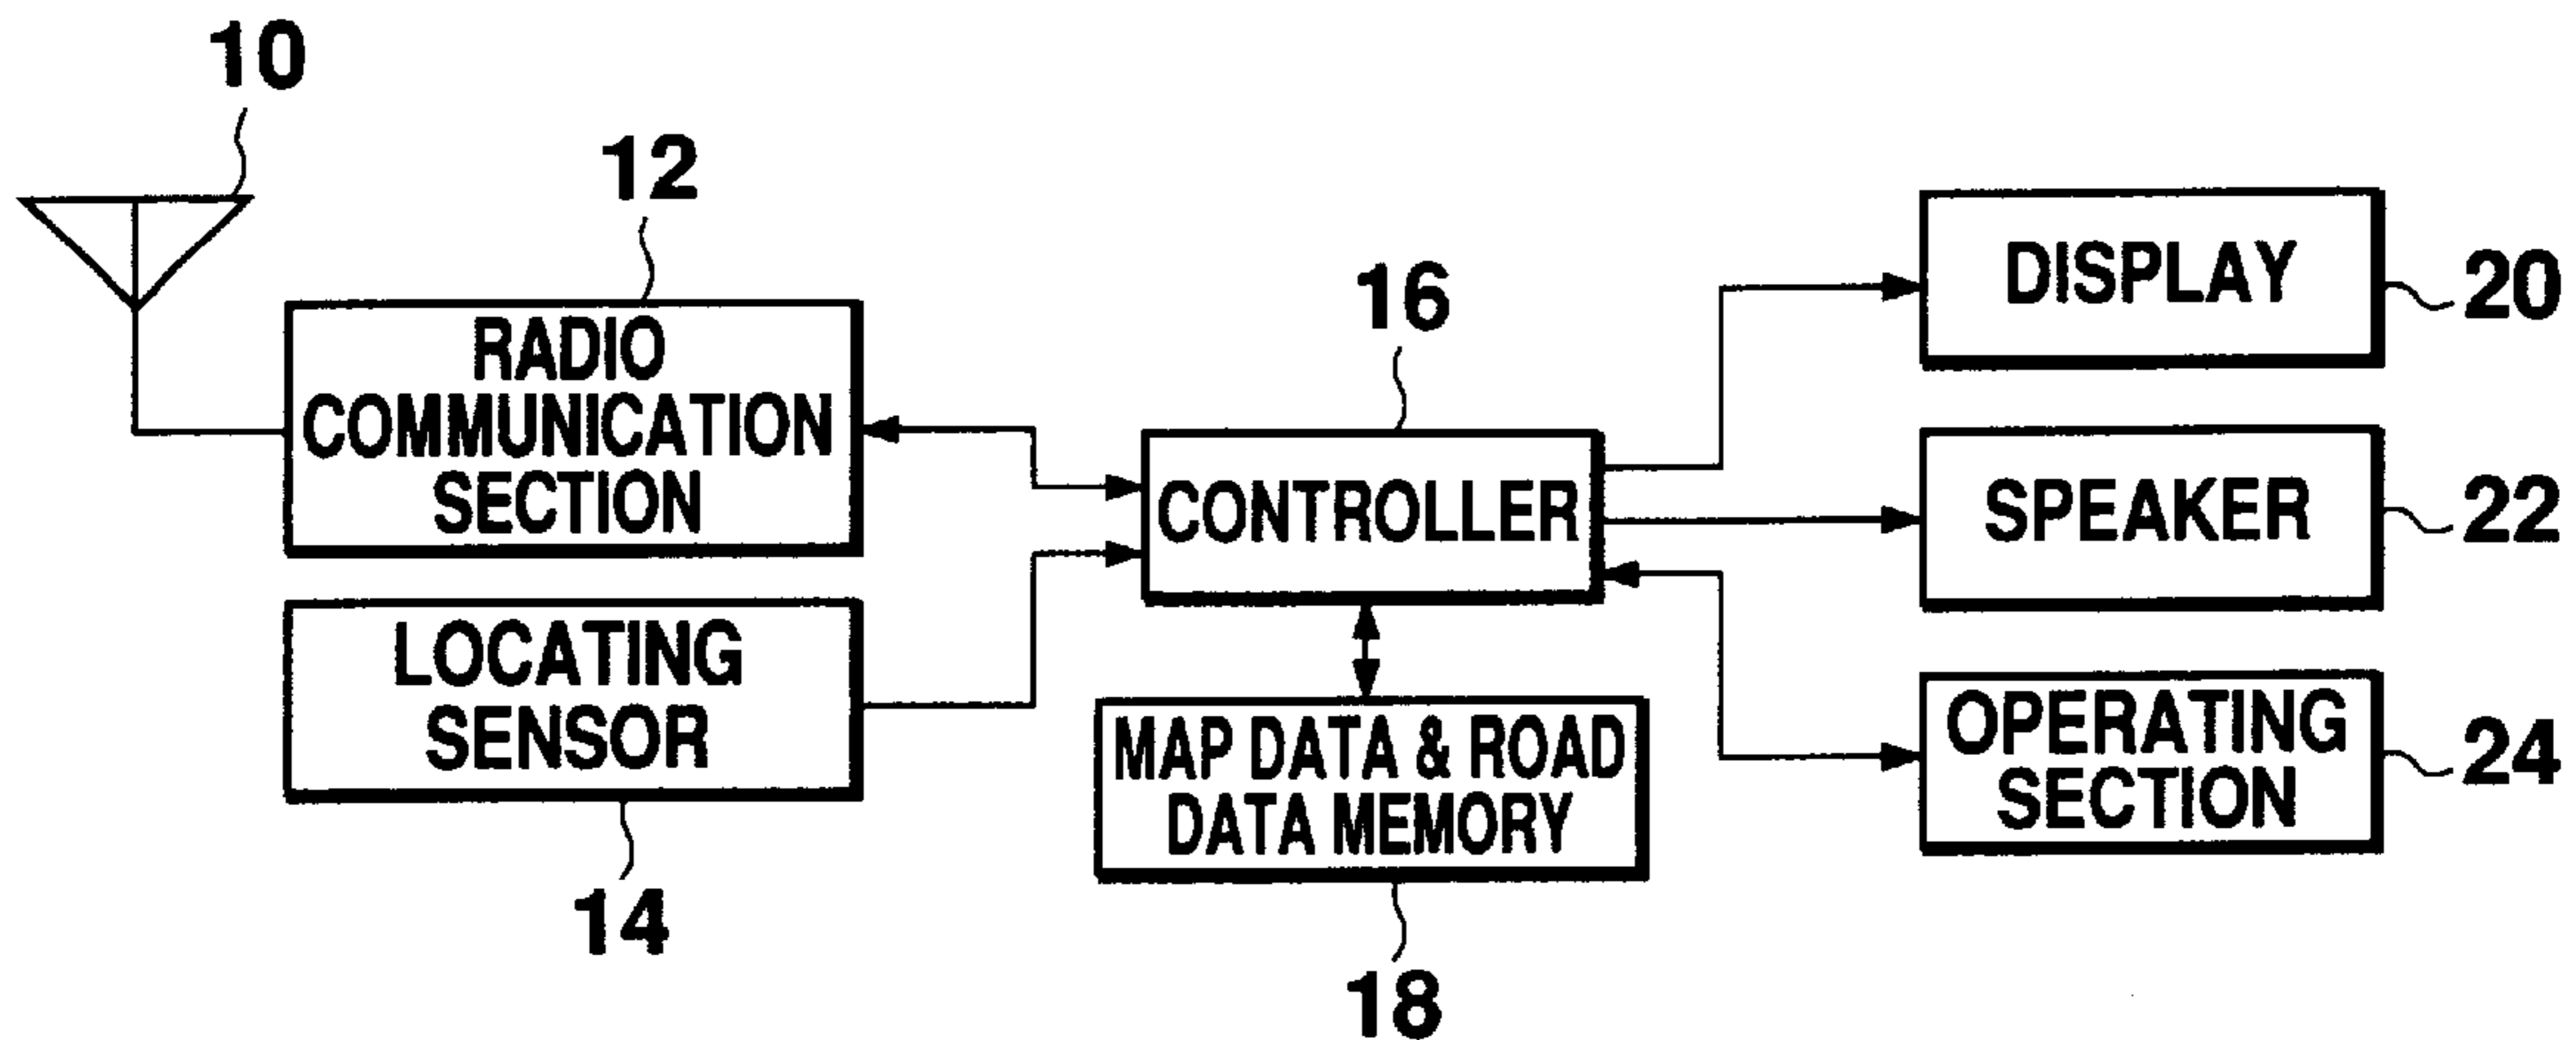 10
12
RADIO
COMMUNICATION
SECTION
LOCATING
SENSOR
14
16
CONTROLLER
MAP DATA & ROAD
DATA MEMORY
18
DISPLAY
20
SPEAKER
22
OPERATING
SECTION
24